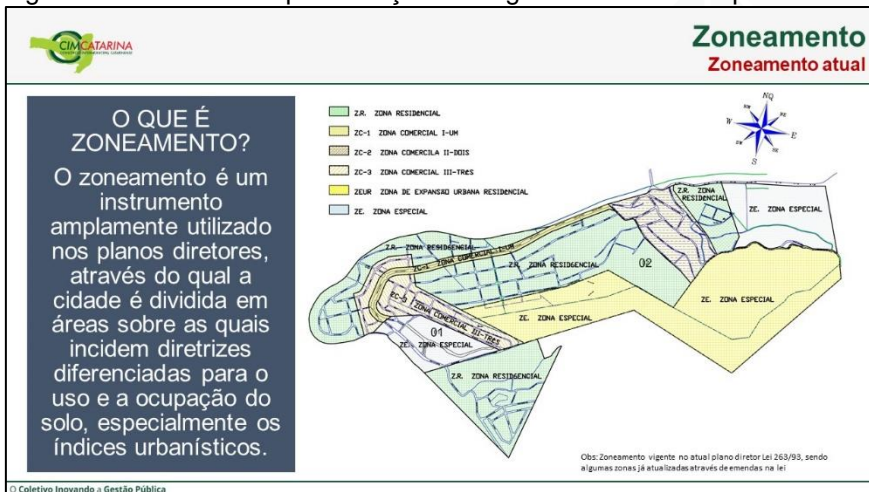 CIMCATARINA
Zoneamento
Zoneamento atual
O QUE É
ZONEAMENTO?
O zoneamento é um
instrumento
amplamente utilizado
nos planos diretores,
através do qual a
cidade é dividida em
áreas sobre as quais
incidem diretrizes
diferenciadas para o
uso e a ocupação do
solo, especialmente os
índices urbanísticos.
Z.R. ZONA RESIDENCIAL
ZC-1 ZONA COMERCIAL I-UM
ZC-2 ZONA COMERCILA II-DOIS
ZC-3 ZONA COMERCIAL III-TRES
ZEUR ZONA DE EXPANSÃO URBANA RESIDENCIAL
ZE. ZONA ESPECIAL
W
E
S
Z.R. ZONA
RESIDENCIAL
ZE. ZONA ESPECIAL
Z.R. ZONA RESIDENCIAL
ZC-1 ZONA COMERCIAL I-UM
Z.R. ZONA RESIDENCIAL
02
ZE. ZONA ESPECIAL
ZC-3 ZONA COMERCIAL III-TRES
ZE. ZONA ESPECIAL
01
ZE. ZONA ESPECIAL
Z.R. ZONA RESIDENCIAL
Obs: Zoneamento vigente no atual plano diretor Lei 263/93, sendo
algumas zonas já atualizadas através de emendas na lei
O Coletivo Inovando a Gestão Pública